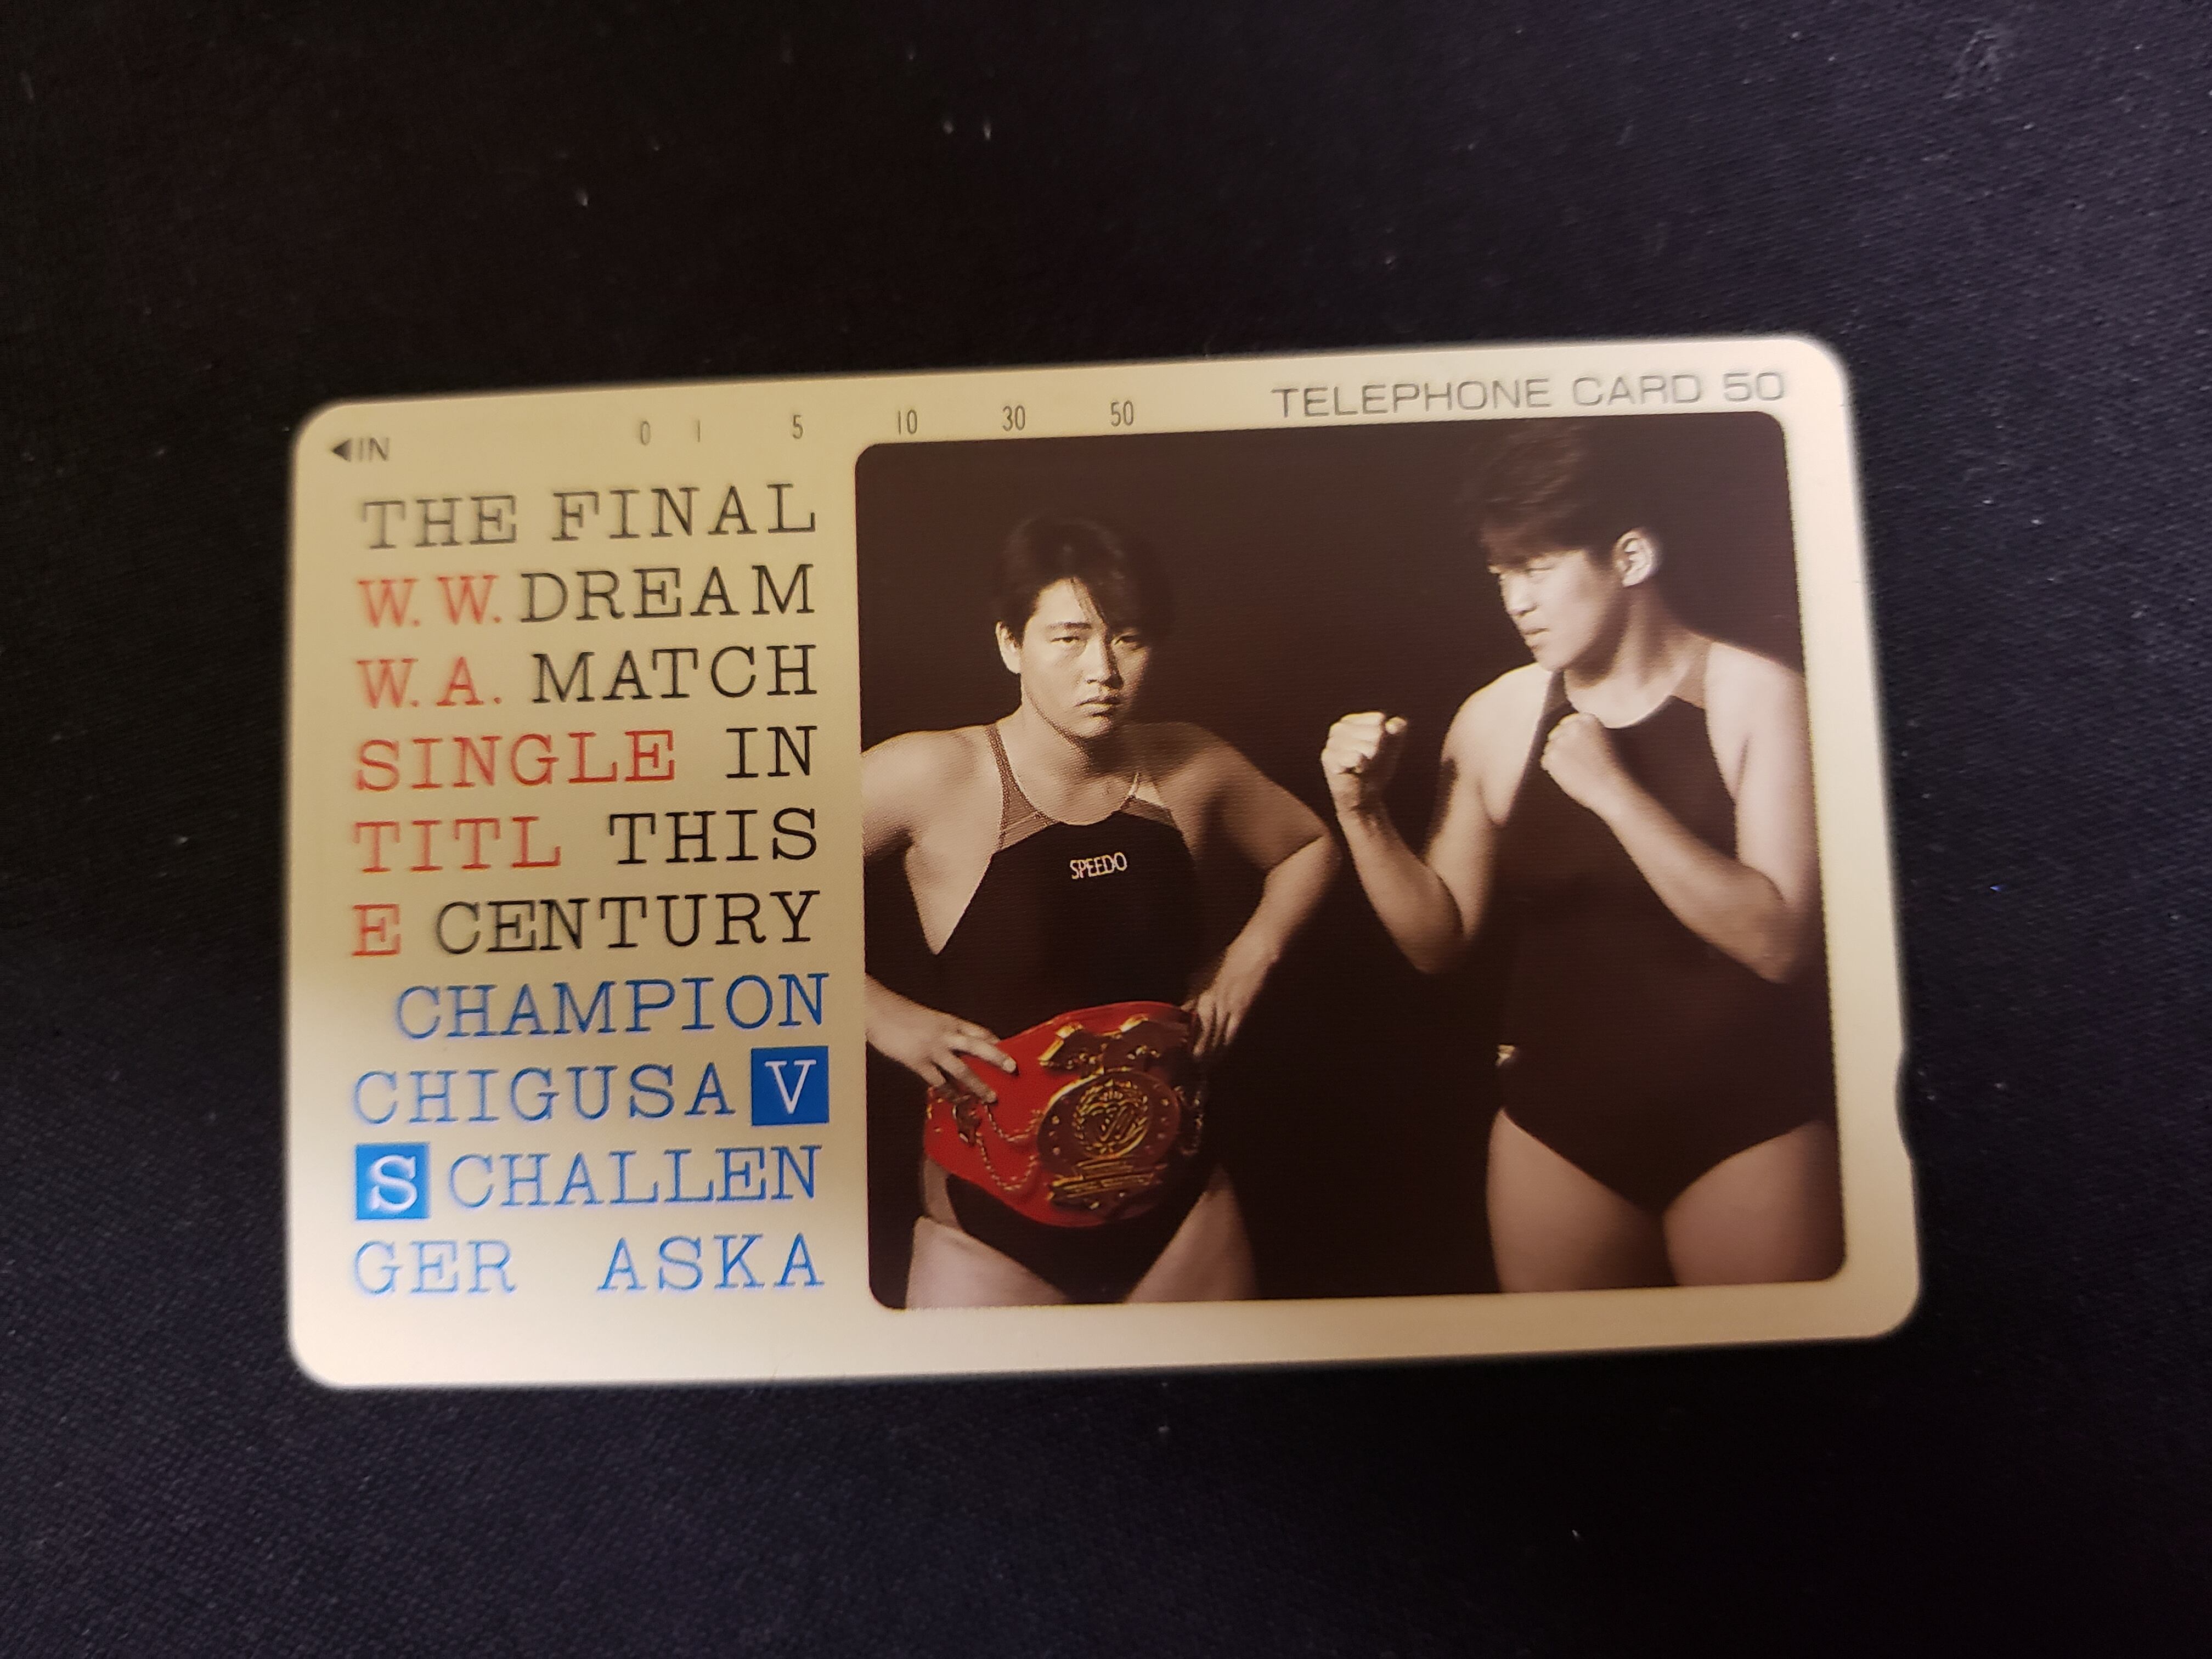 ◀IN
0 1 5 10 30 50
TELEPHONE CARD 50
THE FINAL
W.W. DREAM
W.A. MATCH
SINGLE IN
TITL THIS
E CENTURY
CHAMPION
CHIGUSA V
S CHALLEN
GER ASKA
SPEEDO